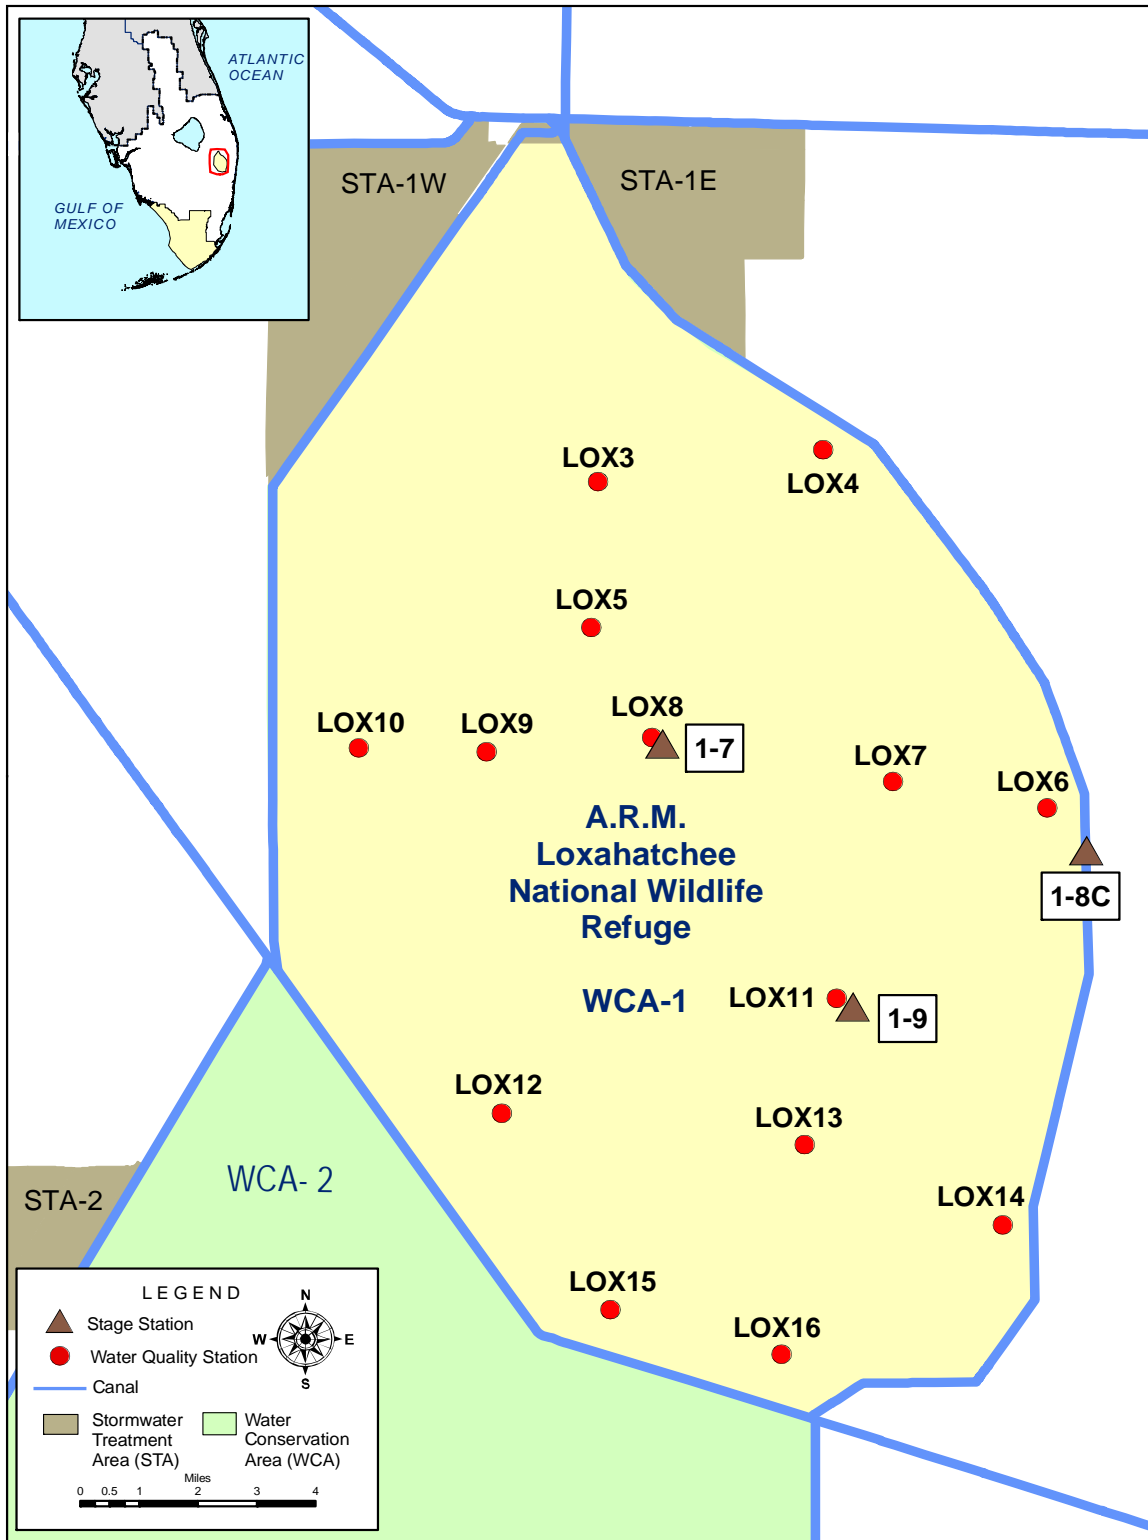 ATLANTIC
OCEAN
GULF OF
MEXICO
STA-1W
STA-1E
LOX3
LOX4
LOX5
LOX8
1-7
LOX10
LOX9
LOX7
LOX6
A.R.M.
Loxahatchee
National Wildlife
Refuge
1-8C
WCA-1
LOX11
1-9
LOX12
LOX13
WCA- 2
STA-2
LOX14
LOX15
LOX16
LEGEND
Stage Station
Water Quality Station
Canal
N
W
E
S
Stormwater
Treatment
Area (STA)
Water
Conservation
Area (WCA)
Miles
0 0.5 1 2 3 4